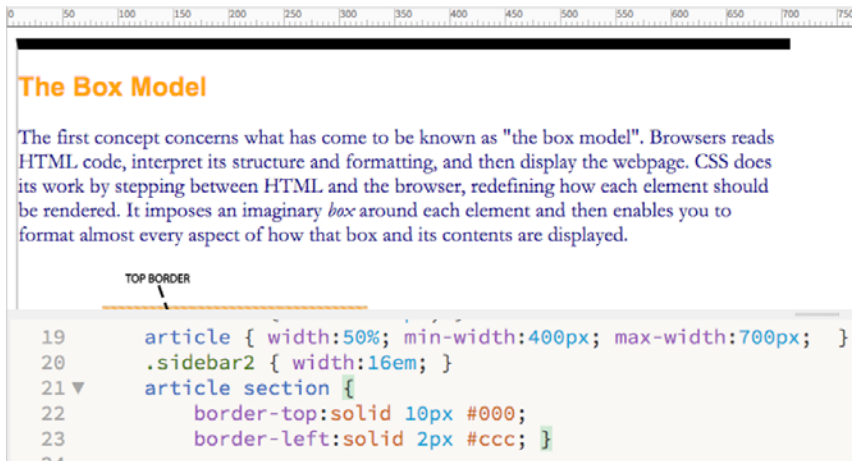 0 50 100 150 200 250 300 350 400 450 500 550 600 650 700 750
The Box Model
The first concept concerns what has come to be known as "the box model". Browsers reads
HTML code, interpret its structure and formatting, and then display the webpage. CSS does
its work by stepping between HTML and the browser, redefining how each element should
be rendered. It imposes an imaginary box around each element and then enables you to
format almost every aspect of how that box and its contents are displayed.
TOP BORDER
19 article { width:50%; min-width:400px; max-width:700px; }
20 .sidebar2 { width:16em; }
21 ▼ article section {
22 border-top:solid 10px #000;
23 border-left:solid 2px #ccc; }